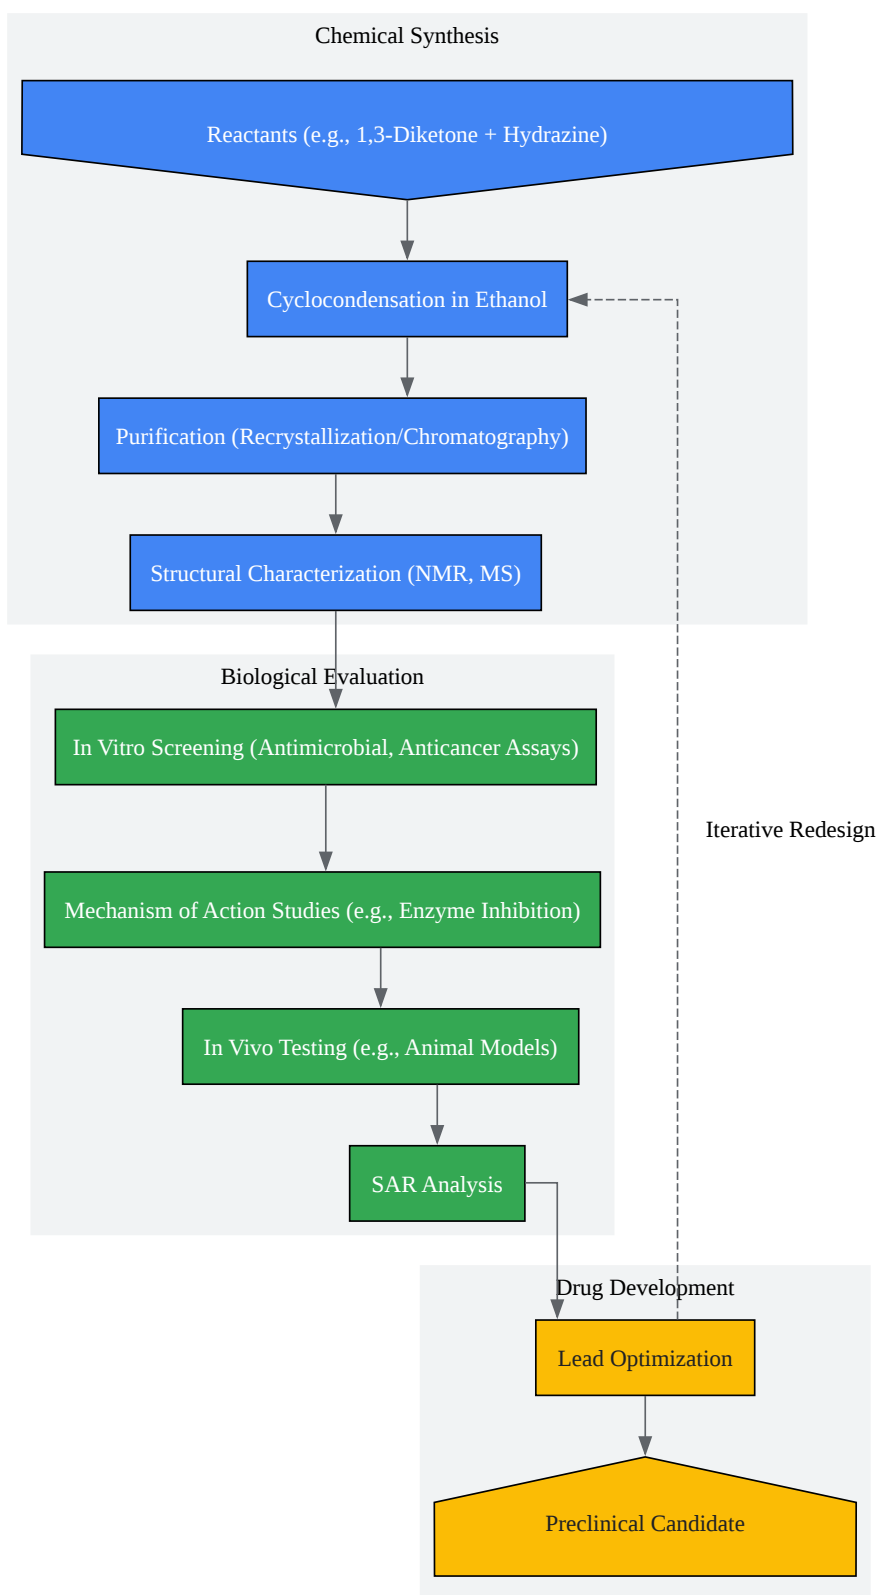 Chemical Synthesis
Reactants (e.g., 1,3-Diketone + Hydrazine)
Cyclocondensation in Ethanol
Purification (Recrystallization/Chromatography)
Structural Characterization (NMR, MS)
Biological Evaluation
In Vitro Screening (Antimicrobial, Anticancer Assays)
Iterative Redesign
Mechanism of Action Studies (e.g., Enzyme Inhibition)
In Vivo Testing (e.g., Animal Models)
SAR Analysis
Drug Development
Lead Optimization
Preclinical Candidate